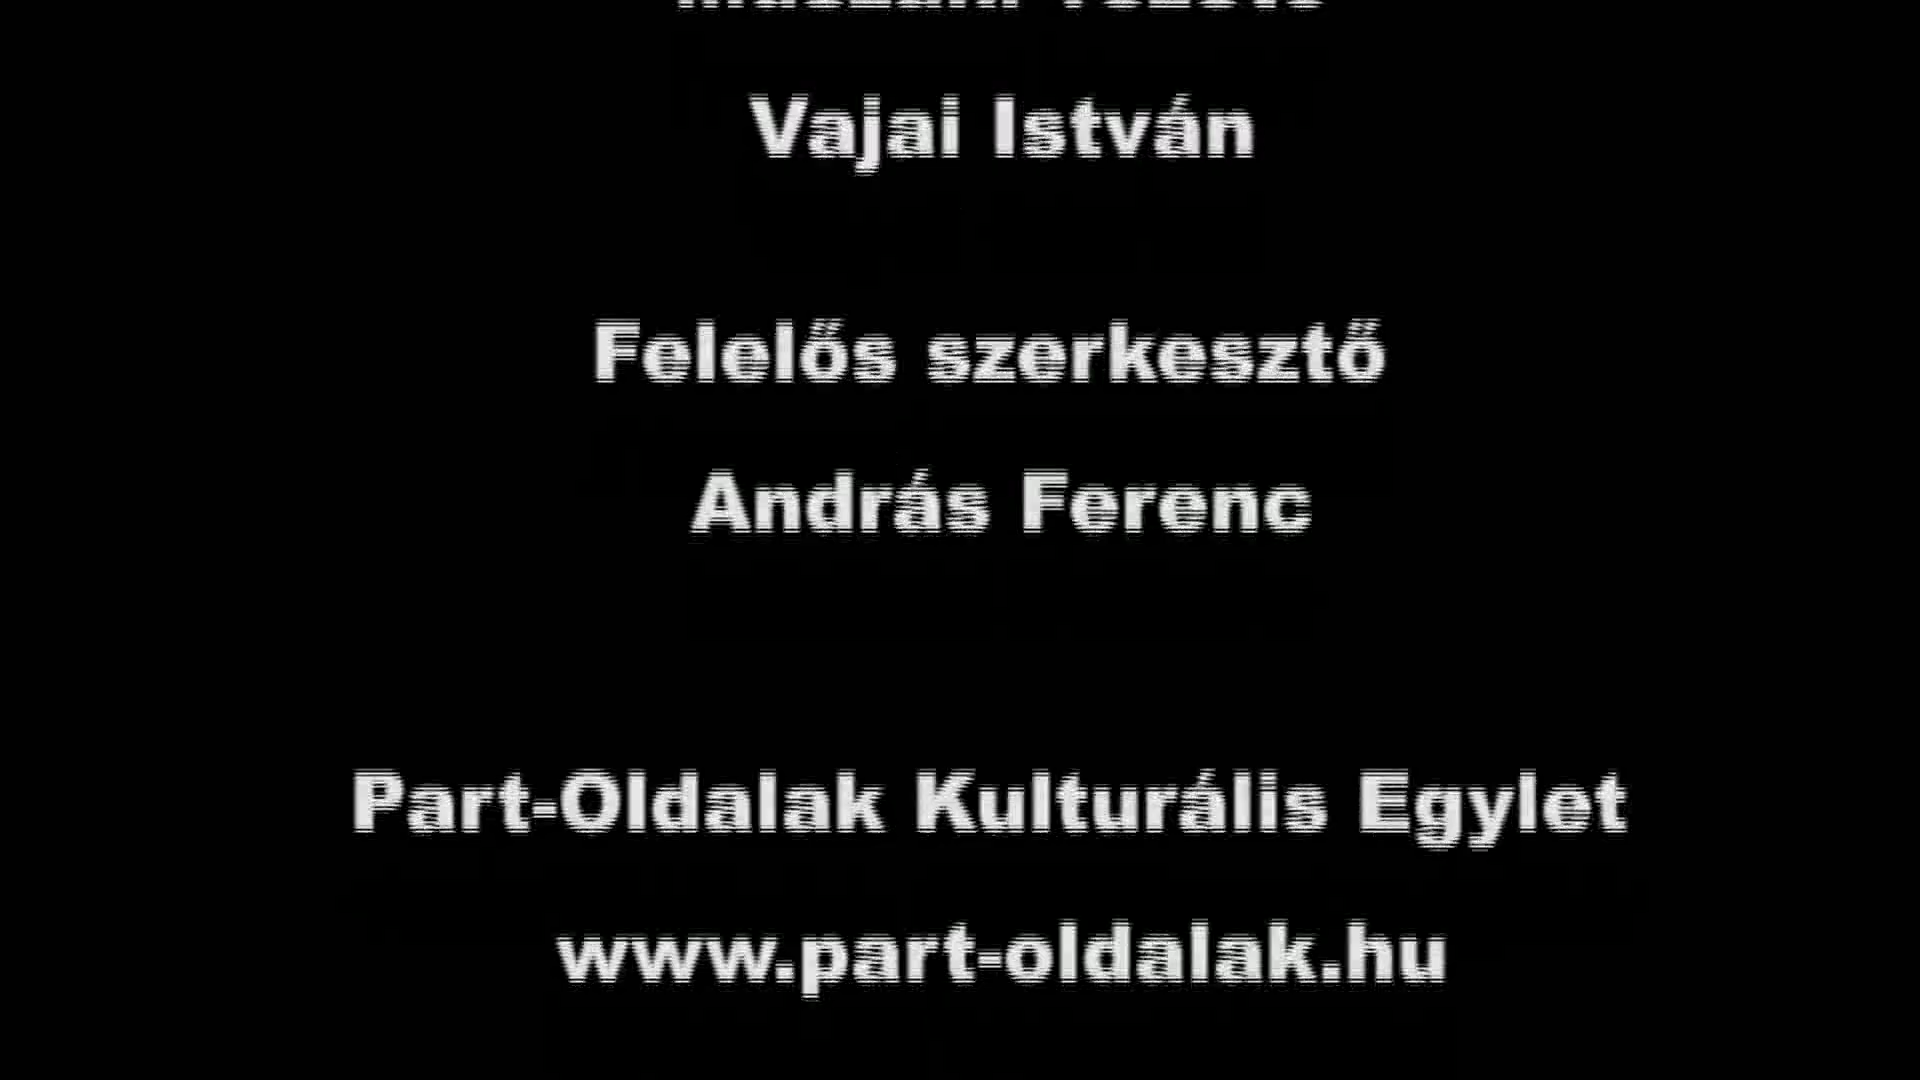 Vajai István
Felelős szerkesztő
András Ferenc
Part-Oldalak Kulturális Egylet
www.part-oldalak.hu